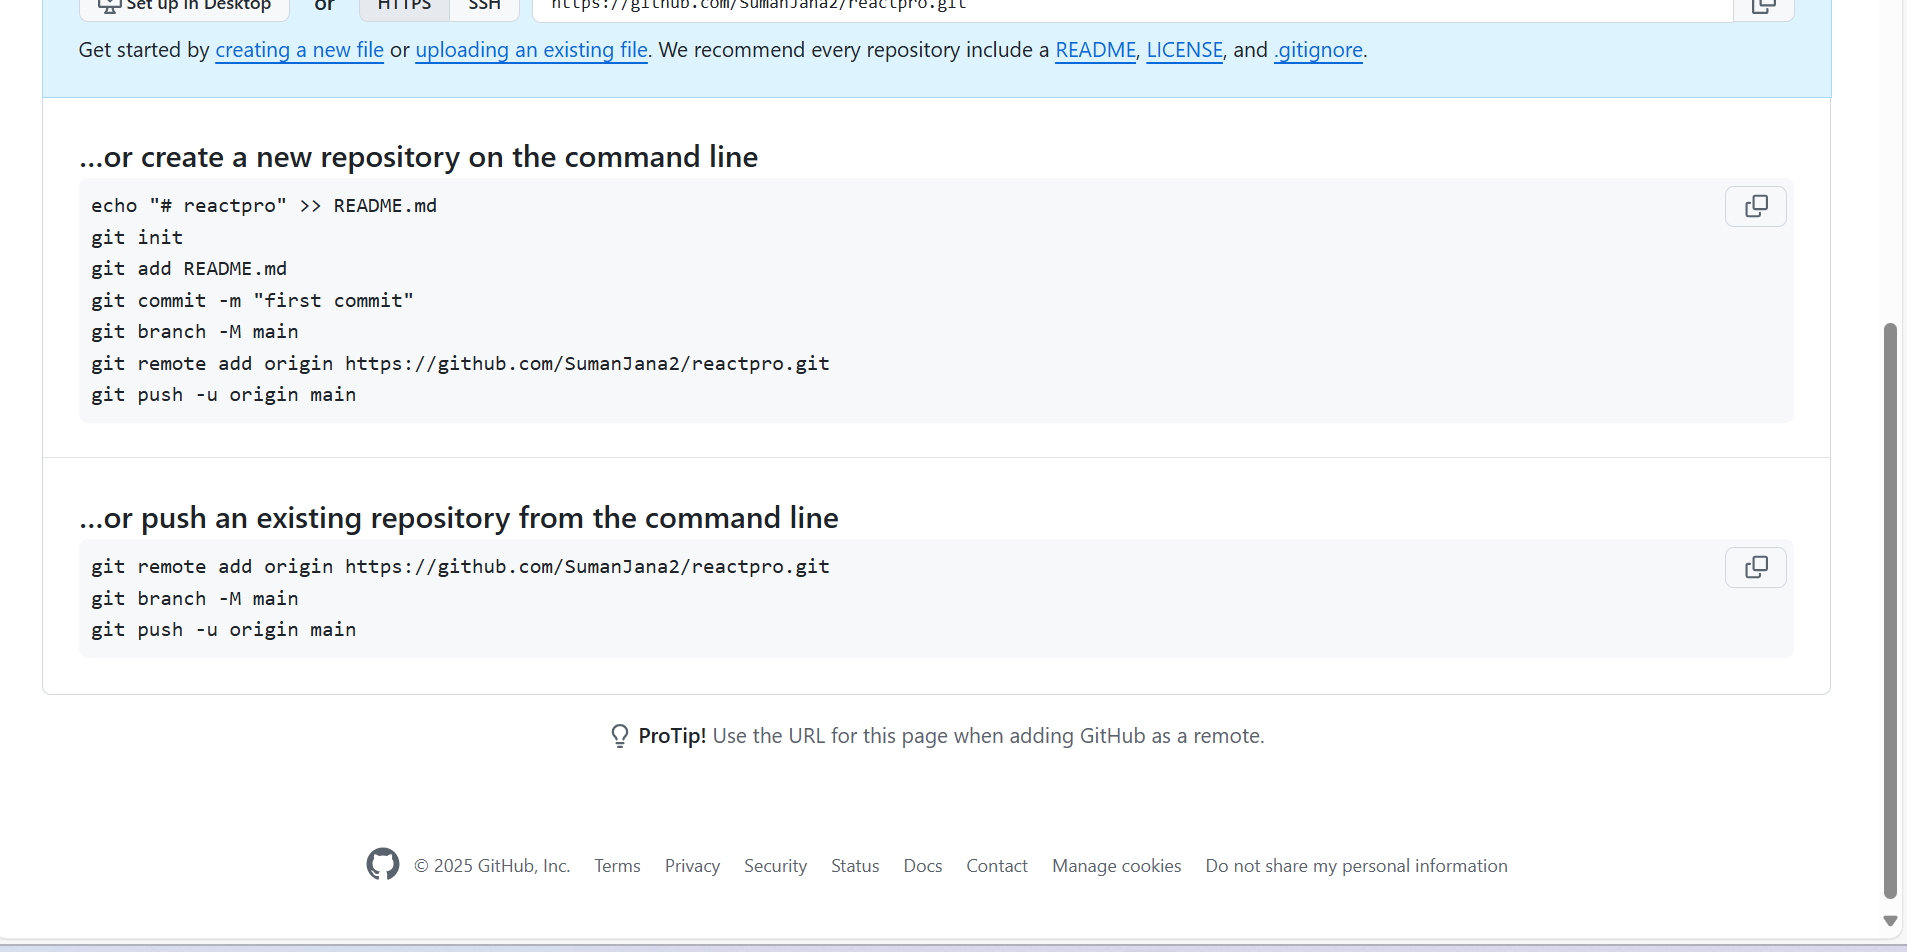 Set up in Desktop or HTTPS SSH https://github.com/SumanJana2/reactpro.git
Get started by creating a new file or uploading an existing file. We recommend every repository include a README, LICENSE, and .gitignore.
...or create a new repository on the command line
echo "# reactpro" >> README.md
git init
git add README.md
git commit -m "first commit"
git branch -M main
git remote add origin https://github.com/SumanJana2/reactpro.git
git push -u origin main
...or push an existing repository from the command line
git remote add origin https://github.com/SumanJana2/reactpro.git
git branch -M main
git push -u origin main
ProTip! Use the URL for this page when adding GitHub as a remote.
© 2025 GitHub, Inc. Terms Privacy Security Status Docs Contact Manage cookies Do not share my personal information